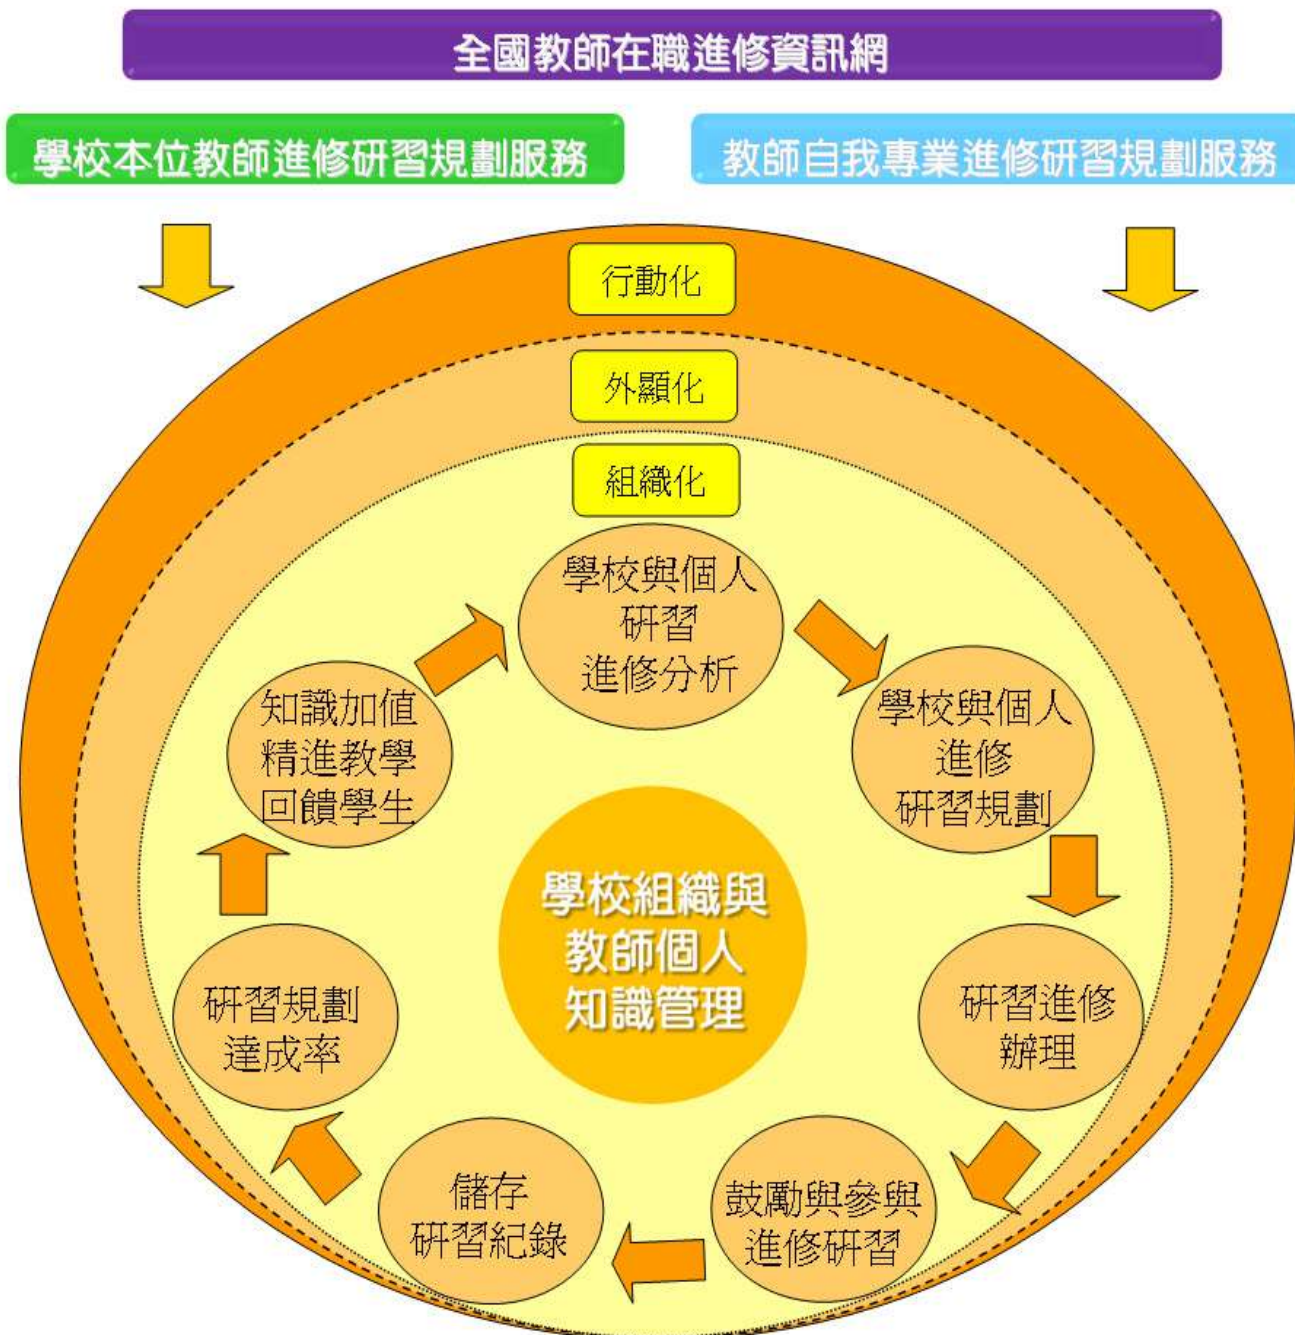 全國教師在職進修資訊網
學校本位教師進修研習規劃服務
教師自我專業進修研習規劃服務
行動化
外顯化
組織化
學校與個人
研習
進修分析
學校與個人
進修
研習規劃
研習進修
辦理
鼓勵與參與
進修研習
儲存
研習紀錄
研習規劃
達成率
知識加值
精進教學
回饋學生
學校組織與
教師個人
知識管理